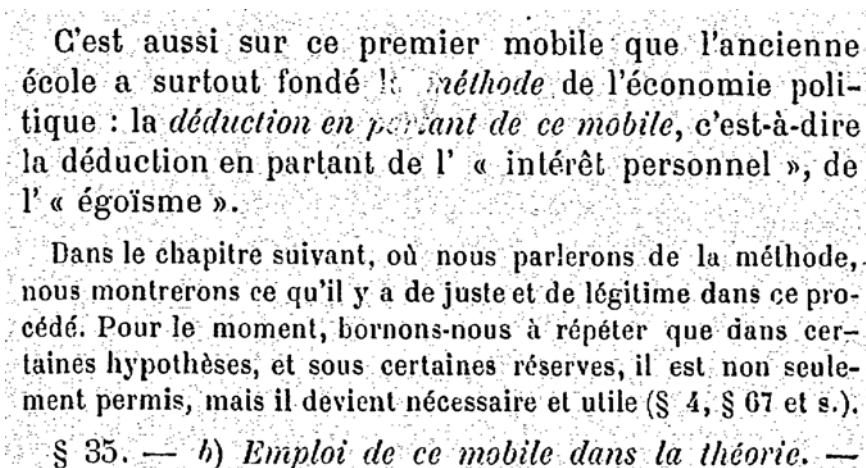 C'est aussi sur ce premier mobile que l'ancienne
école a surtout fondé la méthode de l'économie poli-
tique : la déduction en partant de ce mobile, c'est-à-dire
la déduction en partant de l' « intérêt personnel », de
l' « égoïsme ».
Dans le chapitre suivant, où nous parlerons de la méthode,
nous montrerons ce qu'il y a de juste et de légitime dans ce pro-
cédé. Pour le moment, bornons-nous à répéter que dans cer-
taines hypothèses, et sous certaines réserves, il est non seule-
ment permis, mais il devient nécessaire et utile (§ 4, § 67 et s.).
§ 35. — b) Emploi de ce mobile dans la théorie. —